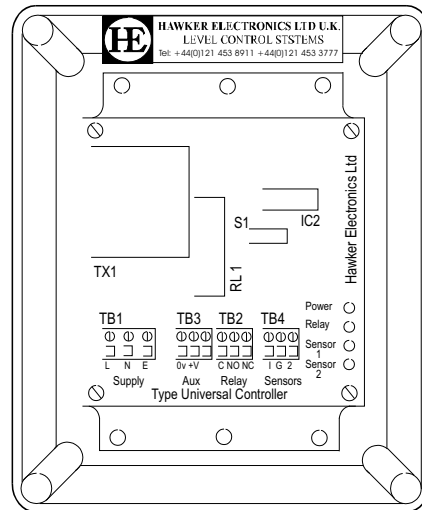 HE
HAWKER ELECTRONICS LTD U.K.
LEVEL CONTROL STSTEMS
Tel: +44(0)121 453 8911 +44(0)121 453 3777
Hawker Electronics Ltd
TX1
RL 1
S1
IC2
TB1
TB3
TB2
TB4
L N E
0v +V
C NO NC
I G 2
Supply
Aux
Relay
Sensors
Power
Relay
Sensor
1
Sensor
2
Type Universal Controller